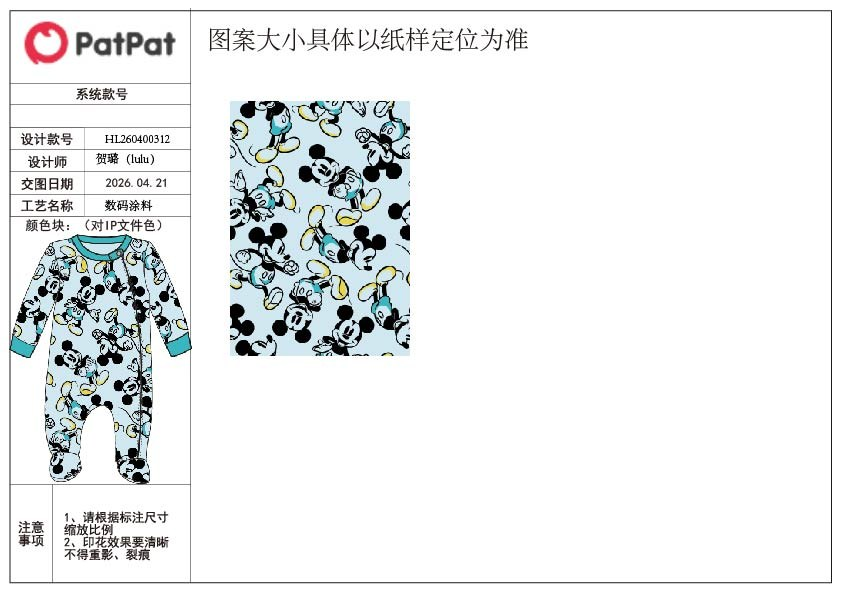 PatPat
图案大小具体以纸样定位为准
系统款号
设计款号 HL260400312
设计师 贺璐（lulu）
交图日期 2026.04.21
工艺名称 数码涂料
颜色块：（对IP文件色）
注意
事项
1、请根据标注尺寸
缩放比例
2、印花效果要清晰
不得重影、裂痕